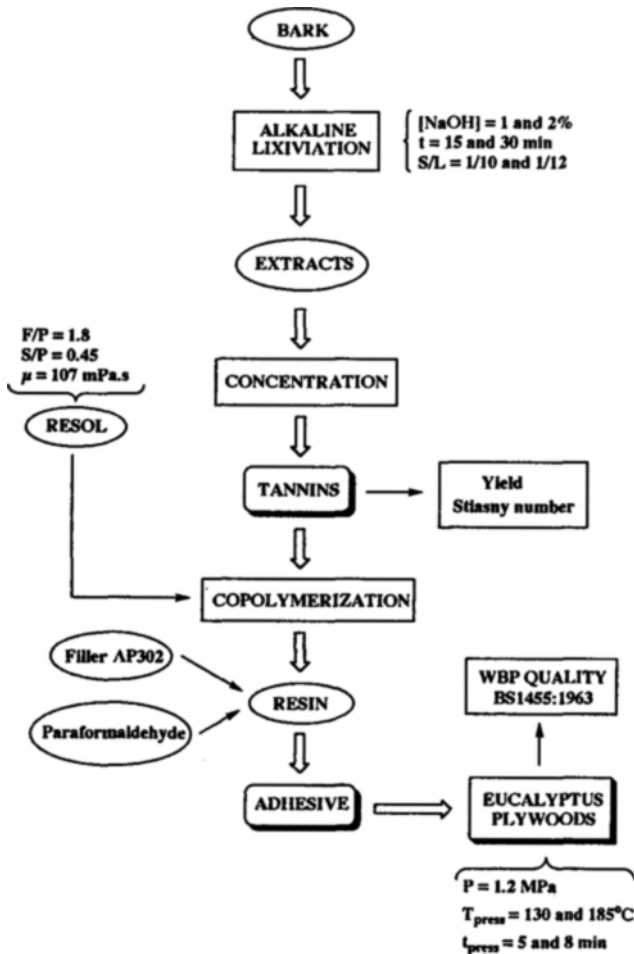 BARK
ALKALINE
LIXIVIATION
[NaOH] = 1 and 2%
t = 15 and 30 min
S/L = 1/10 and 1/12
EXTRACTS
F/P = 1.8
S/P = 0.45
μ = 107 mPa.s
RESOL
CONCENTRATION
TANNINS
Yield
Stiasny number
COPOLYMERIZATION
Filler AP302
Paraformaldehyde
RESIN
WBP QUALITY
BS1455:1963
ADHESIVE
EUCALYPTUS
PLYWOODS
P = 1.2 MPa
Tpress = 130 and 185°C
tpress = 5 and 8 min